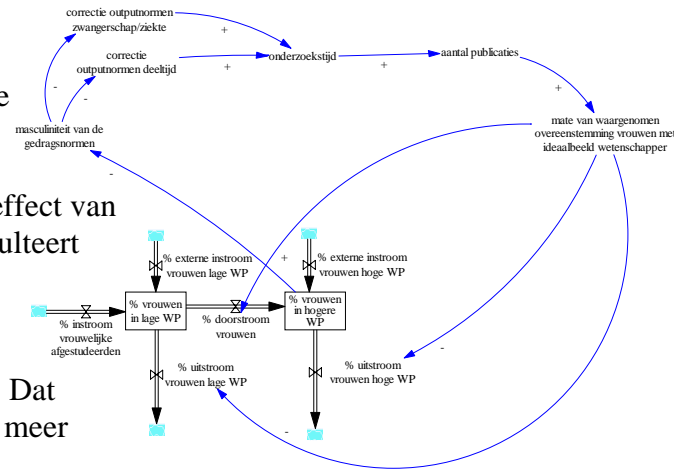 correctie outputnormen
zwangerschap/ziekte
+
correctie
outputnormen deeltijd
+
onderzoekstijd
+
aantal publicaties
+
-
-
e
masculiniteit van de
gedragsnormen
mate van waargenomen
overeenstemming vrouwen met
ideaalbeeld wetenschapper
-
effect van
ulteert
% externe instroom
vrouwen lage WP
+
% externe instroom
vrouwen hoge WP
% vrouwen
in lage WP
% doorstroom
vrouwen
% vrouwen
in hogere
WP
% instroom
vrouwelijke
afgestudeerden
-
% uitstroom
vrouwen lage WP
% uitstroom
vrouwen hoge WP
Dat
meer
-